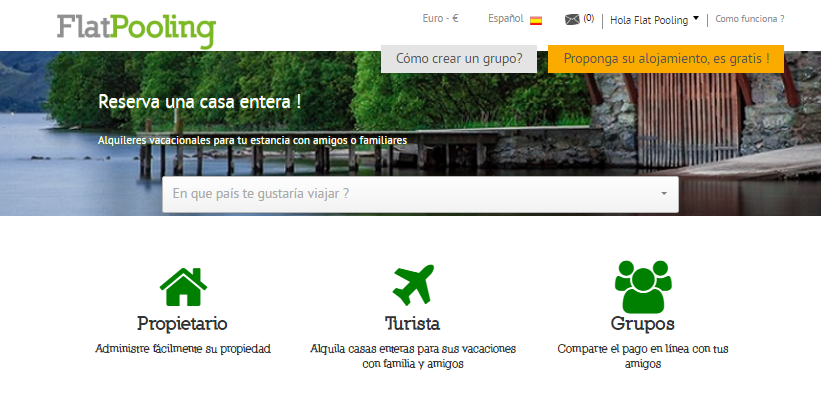 FlatPooling
Euro - €
Español
(0)
Hola Flat Pooling
Como funciona ?
Cómo crear un grupo?
Proponga su alojamiento, es gratis !
Reserva una casa entera !
Alquileres vacacionales para tu estancia con amigos o familiares
En que país te gustaría viajar ?
Propietario
Administre fácilmente su propiedad
Turista
Alquila casas enteras para sus vacaciones
con familia y amigos
Grupos
Comparte el pago en línea con tus
amigos